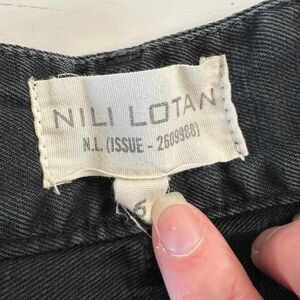 NILI LOTAN
N.L. (ISSUE - 2609968)